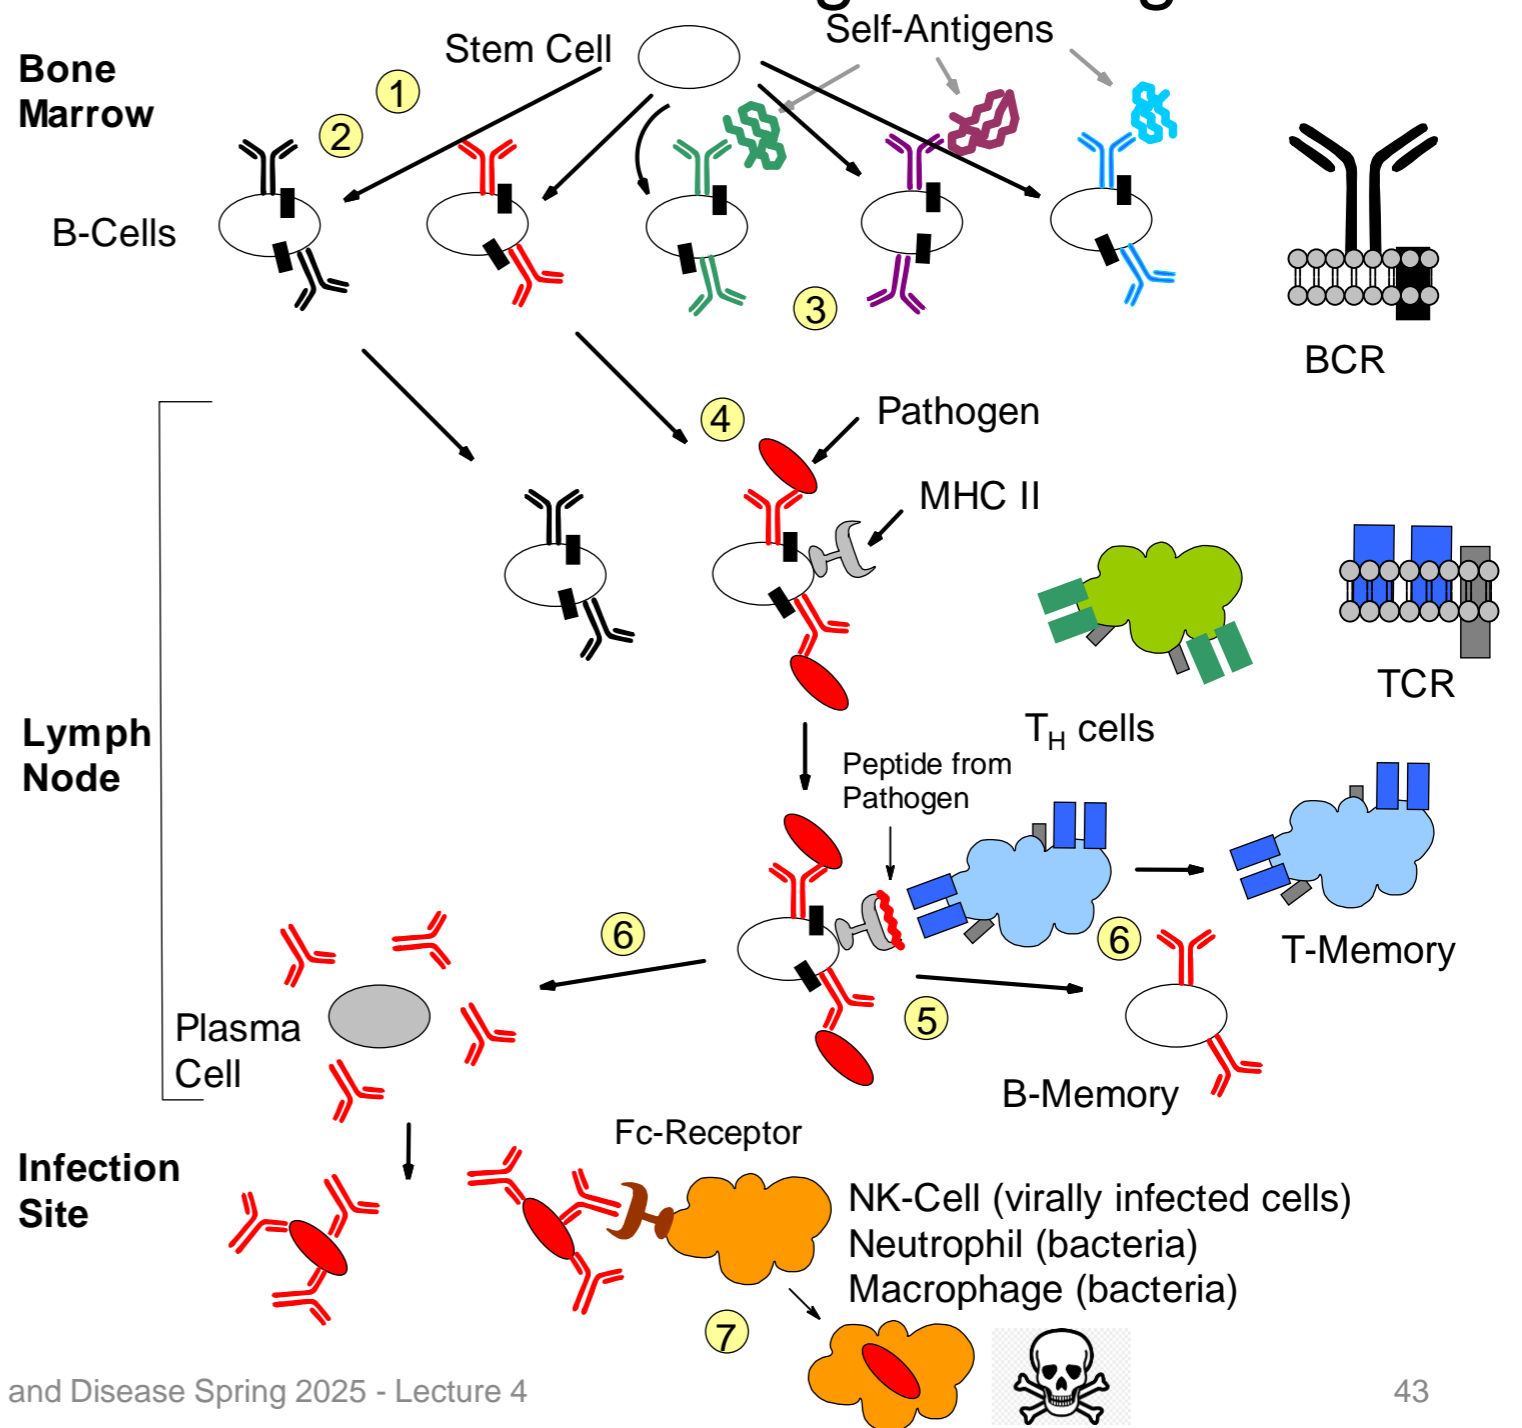 Self-Antigens
Stem Cell
Bone
Marrow
1
2
B-Cells
3
BCR
4
Pathogen
MHC II
TCR
TH cells
Lymph
Node
Peptide from
Pathogen
6
6
T-Memory
5
Plasma
Cell
B-Memory
Fc-Receptor
Infection
Site
NK-Cell (virally infected cells)
Neutrophil (bacteria)
Macrophage (bacteria)
7
and Disease Spring 2025 - Lecture 4
43